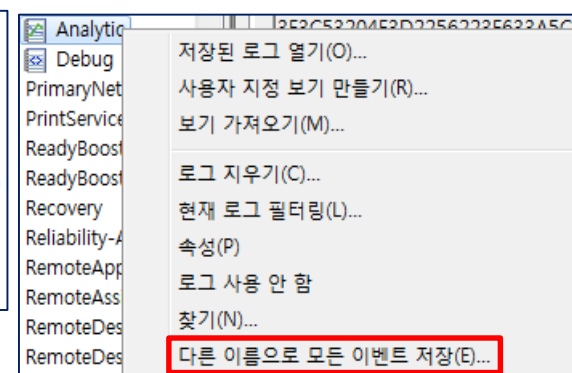 Analytic
Debug
PrimaryNet
PrintService
ReadyBoost
ReadyBoost
Recovery
Reliability-A
RemoteApp
RemoteAssi
RemoteDes
RemoteDes
저장된 로그 열기(O)...
사용자 지정 보기 만들기(R)...
보기 가져오기(M)...
로그 지우기(C)...
현재 로그 필터링(L)...
속성(P)
로그 사용 안 함
찾기(N)...
다른 이름으로 모든 이벤트 저장(E)...